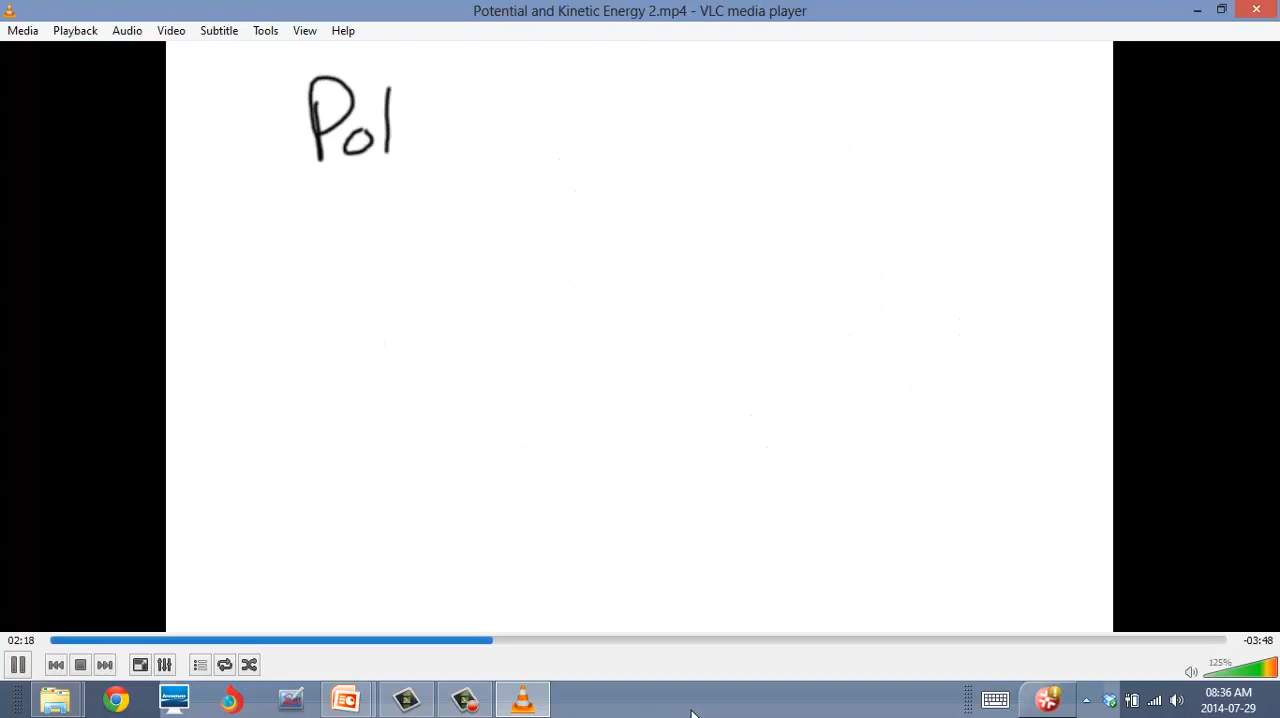 Potential and Kinetic Energy 2.mp4 - VLC media player
Media Playback Audio Video Subtitle Tools View Help
Pol
02:18 -03:48
125%
08:36 AM
2014-07-29